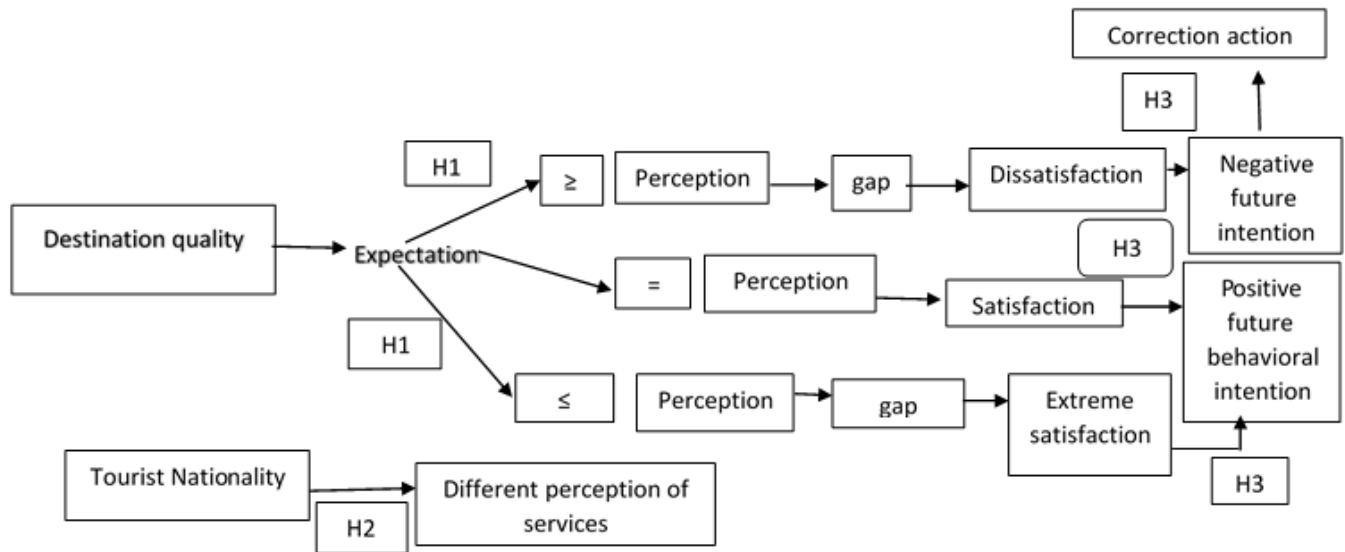 Correction action
H3
H1
≥
Perception
gap
Dissatisfaction
Negative
future
intention
Destination quality
Expectation
H3
=
Perception
Satisfaction
Positive
future
behavioral
intention
H1
≤
Perception
gap
Extreme
satisfaction
Tourist Nationality
H2
Different perception of
services
H3